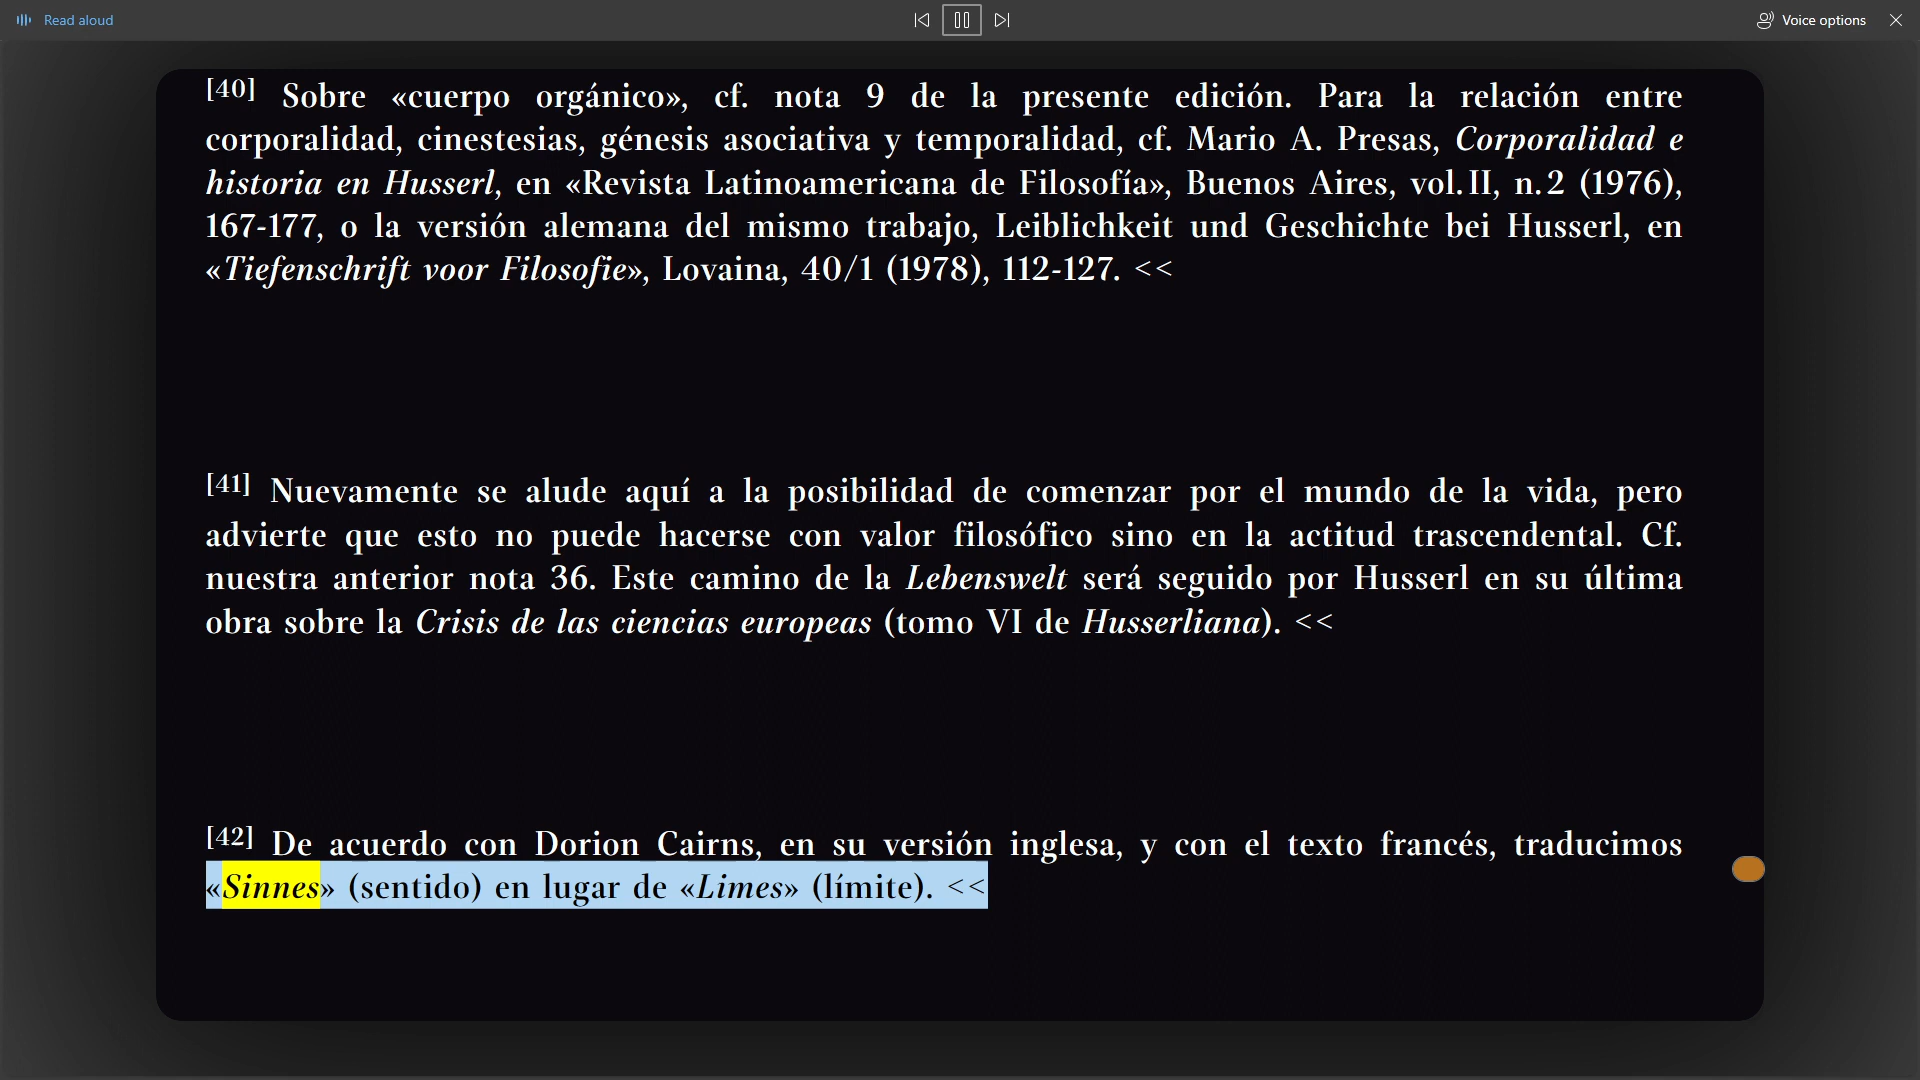 Read aloud
Voice options
[40] Sobre «cuerpo orgánico», cf. nota 9 de la presente edición. Para la relación entre
corporalidad, cinestesias, génesis asociativa y temporalidad, cf. Mario A. Presas, Corporalidad e
historia en Husserl, en «Revista Latinoamericana de Filosofía», Buenos Aires, vol. II, n. 2 (1976),
167-177, o la versión alemana del mismo trabajo, Leiblichkeit und Geschichte bei Husserl, en
«Tiefenschrift voor Filosofie», Lovaina, 40/1 (1978), 112-127. <<
[41] Nuevamente se alude aquí a la posibilidad de comenzar por el mundo de la vida, pero
advierte que esto no puede hacerse con valor filosófico sino en la actitud trascendental. Cf.
nuestra anterior nota 36. Este camino de la Lebenswelt será seguido por Husserl en su última
obra sobre la Crisis de las ciencias europeas (tomo VI de Husserliana). <<
[42] De acuerdo con Dorion Cairns, en su versión inglesa, y con el texto francés, traducimos
«Sinnes» (sentido) en lugar de «Limes» (límite). <<